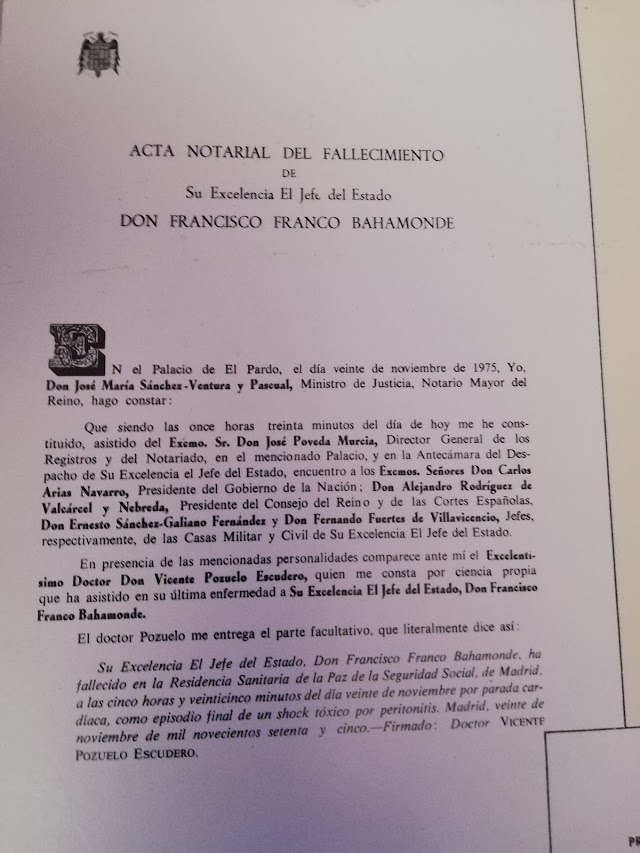 ACTA NOTARIAL DEL FALLECIMIENTO
DE
Su Excelencia El Jefe del Estado
DON FRANCISCO FRANCO BAHAMONDE
EN el Palacio de El Pardo, el día veinte de noviembre de 1975, Yo,
Don José María Sánchez-Ventura y Pascual, Ministro de Justicia, Notario Mayor del
Reino, hago constar:
Que siendo las once horas treinta minutos del día de hoy me he cons-
tituido, asistido del Excmo. Sr. Don José Poveda Murcia, Director General de los
Registros y del Notariado, en el mencionado Palacio, y en la Antecámara del Des-
pacho de Su Excelencia el Jefe del Estado, encuentro a los Excmos. Señores Don Carlos
Arias Navarro, Presidente del Gobierno de la Nación; Don Alejandro Rodríguez de
Valcárcel y Nebreda, Presidente del Consejo del Reino y de las Cortes Españolas,
Don Ernesto Sánchez-Galiano Fernández y Don Fernando Fuertes de Villavicencio, Jefes,
respectivamente, de las Casas Militar y Civil de Su Excelencia El Jefe del Estado.
En presencia de las mencionadas personalidades comparece ante mí el Excelentí-
simo Doctor Don Vicente Pozuelo Escudero, quien me consta por ciencia propia
que ha asistido en su última enfermedad a Su Excelencia El Jefe del Estado, Don Francisco
Franco Bahamonde.
El doctor Pozuelo me entrega el parte facultativo, que literalmente dice así:
Su Excelencia El Jefe del Estado, Don Francisco Franco Bahamonde, ha
fallecido en la Residencia Sanitaria de la Paz de la Seguridad Social, de Madrid,
a las cinco horas y veinticinco minutos del día veinte de noviembre por parada car-
díaca, como episodio final de un shock tóxico por peritonitis. Madrid, veinte de
noviembre de mil novecientos setenta y cinco.—Firmado: Doctor VICENTE
POZUELO ESCUDERO.